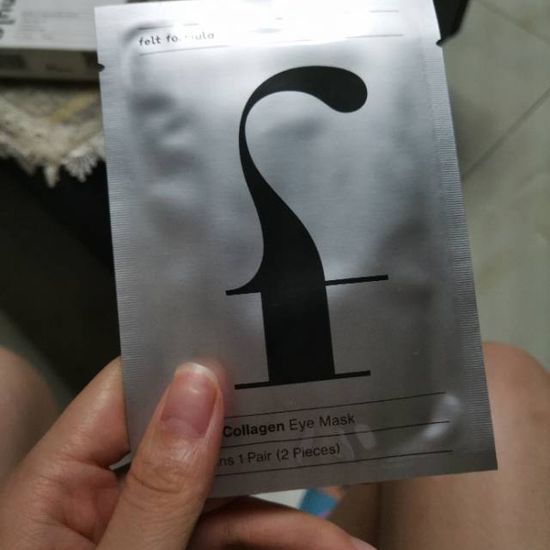 felt formula
f
Collagen Eye Mask
1 Pair (2 Pieces)